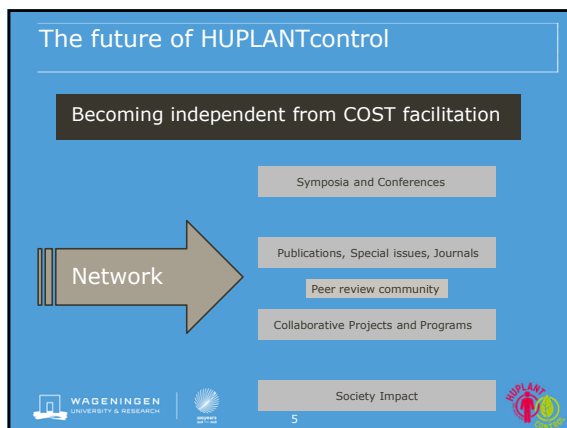 The future of HUPLANTcontrol
Becoming independent from COST facilitation
Symposia and Conferences
Publications, Special issues, Journals
Network
Peer review community
Collaborative Projects and Programs
Society Impact
WAGENINGEN
UNIVERSITY & RESEARCH
5
HUPLANT
CONTROL